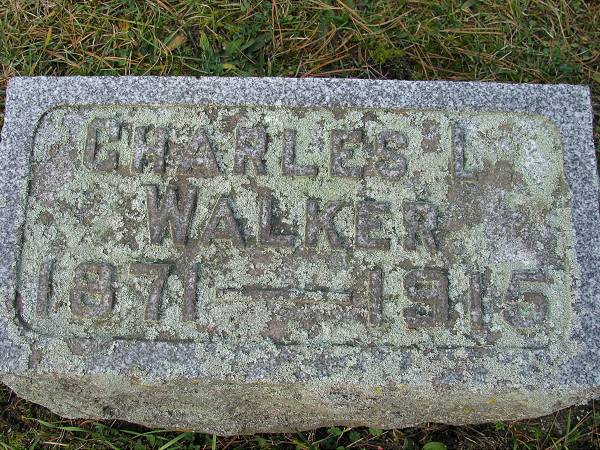 CHARLES L
WALKER
1871 — 1915